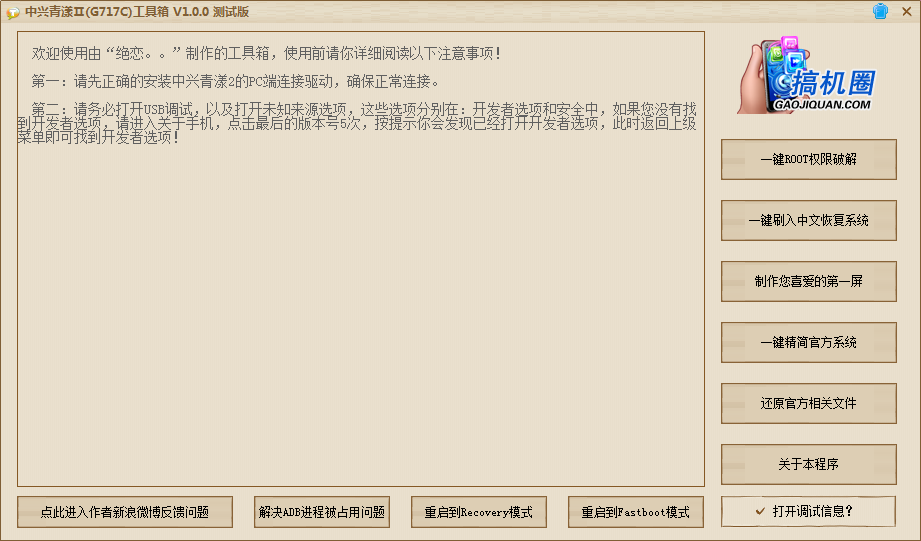 中兴青漾Ⅱ(G717C)工具箱 V1.0.0 测试版
搞机圈
GAOJIQUAN.COM
欢迎使用由“绝恋。。”制作的工具箱，使用前请你详细阅读以下注意事项！
第一：请先正确的安装中兴青漾2的PC端连接驱动，确保正常连接。
第二：请务必打开USB调试，以及打开未知来源选项，这些选项分别在：开发者选项和安全中，如果您没有找
到开发者选项，请进入关于手机，点击最后的版本号5次，按提示你会发现已经打开开发者选项，此时返回上级
菜单即可找到开发者选项！
一键ROOT权限破解
一键刷入中文恢复系统
制作您喜爱的第一屏
一键精简官方系统
还原官方相关文件
关于本程序
点此进入作者新浪微博反馈问题
解决ADB进程被占用问题
重启到Recovery模式
重启到Fastboot模式
打开调试信息？